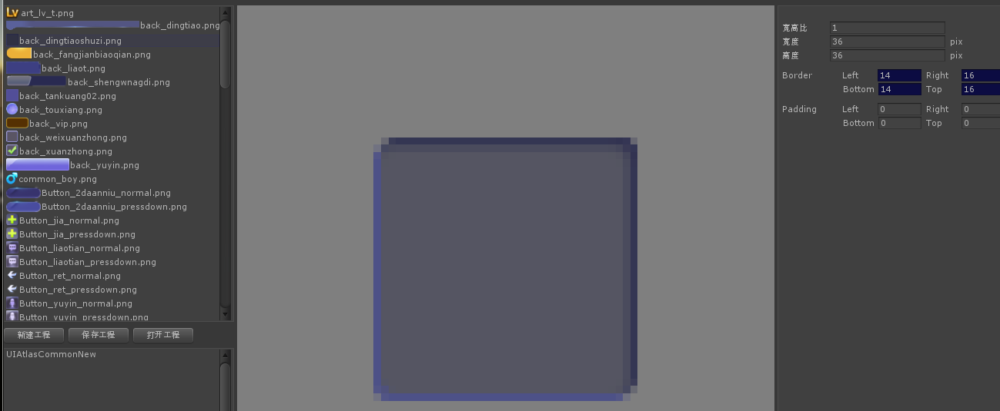 Lv art_lv_t.png
back_dingtiao.png
back_dingtiaoshuzi.png
back_fangjianbiaoqian.png
back_liaot.png
back_shengwnagdi.png
back_tankuang02.png
back_touxiang.png
back_vip.png
back_weixuanzhong.png
back_xuanzhong.png
back_yuyin.png
common_boy.png
Button_2daanniu_normal.png
Button_2daanniu_pressdown.png
Button_jia_normal.png
Button_jia_pressdown.png
Button_liaotian_normal.png
Button_liaotian_pressdown.png
Button_ret_normal.png
Button_ret_pressdown.png
Button_yuyin_normal.png
Button_yuyin_pressdown.png
新建工程 保存工程 打开工程
UIAtlasCommonNew
宽高比 1
宽度 36 pix
高度 36 pix
Border Left 14 Right 16
Bottom 14 Top 16
Padding Left 0 Right 0
Bottom 0 Top 0